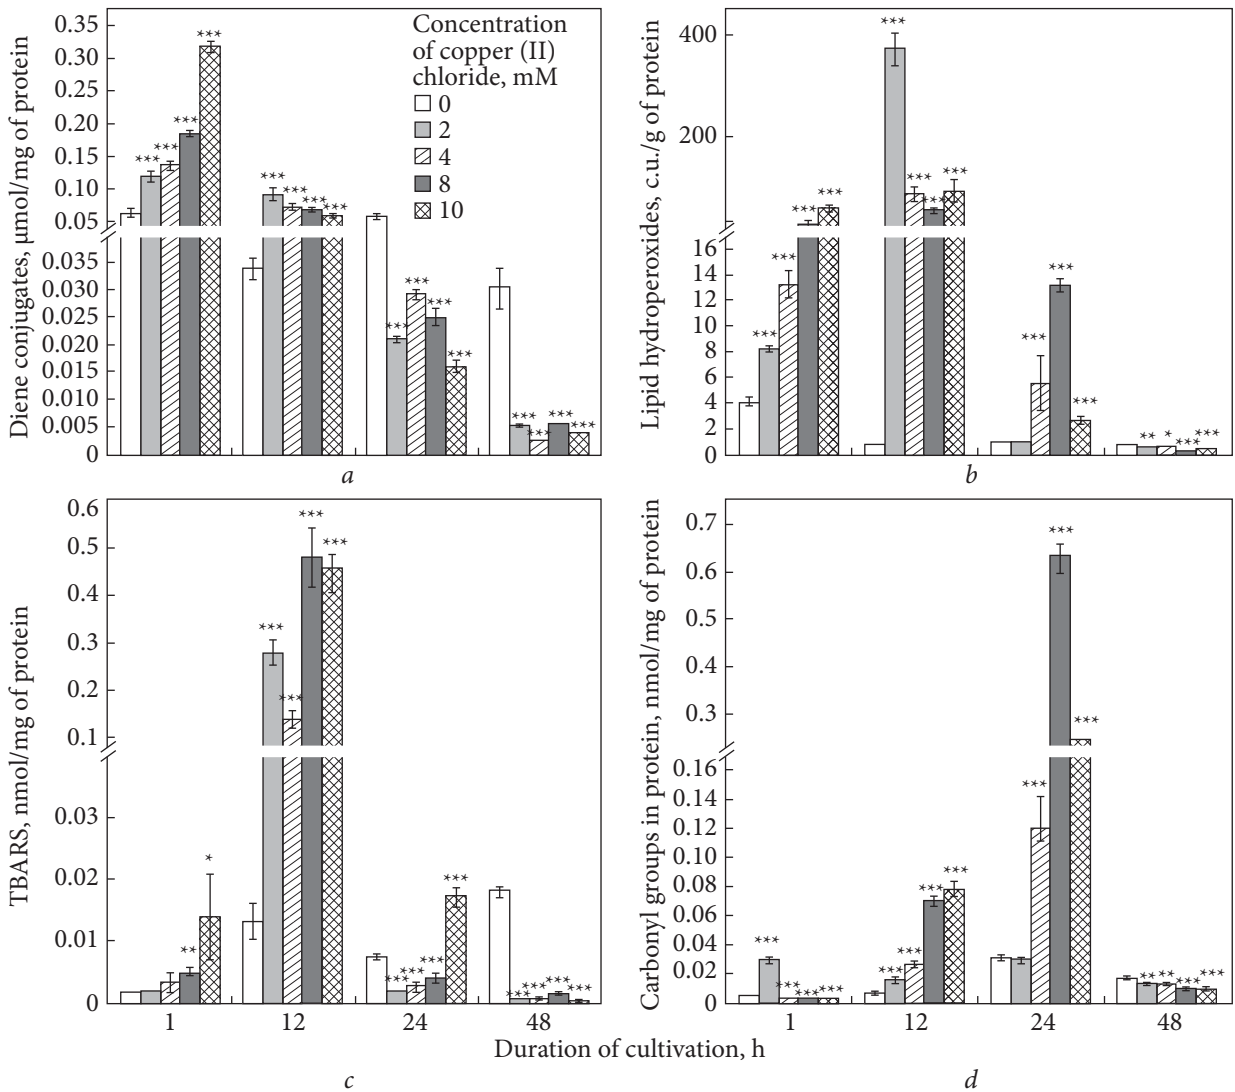 Diene conjugates, μmol/mg of protein
0.35
0.30
0.25
0.20
0.15
0.10
0.05
0.035
0.030
0.025
0.020
0.015
0.010
0.005
0
Concentration
of copper (II)
chloride, mM
0
2
4
8
10
*** *** *** ***
*** *** *** ***
*** *** *** ***
*** *** *** ***
a
Lipid hydroperoxides, c.u./g of protein
400
200
16
14
12
10
8
6
4
2
0
*** *** *** ***
*** *** *** ***
*** *** ***
** * *** ***
b
TBARS, nmol/mg of protein
0.6
0.5
0.4
0.3
0.2
0.1
0.03
0.02
0.01
0
** *
*** *** *** ***
*** *** *** ***
*** *** *** ***
1 12 24 48
c
Carbonyl groups in protein, nmol/mg of protein
0.7
0.6
0.5
0.4
0.3
0.16
0.14
0.12
0.10
0.08
0.06
0.04
0.02
0
*** *** *** ***
*** *** *** ***
*** *** ***
** ** *** ***
1 12 24 48
d
Duration of cultivation, h